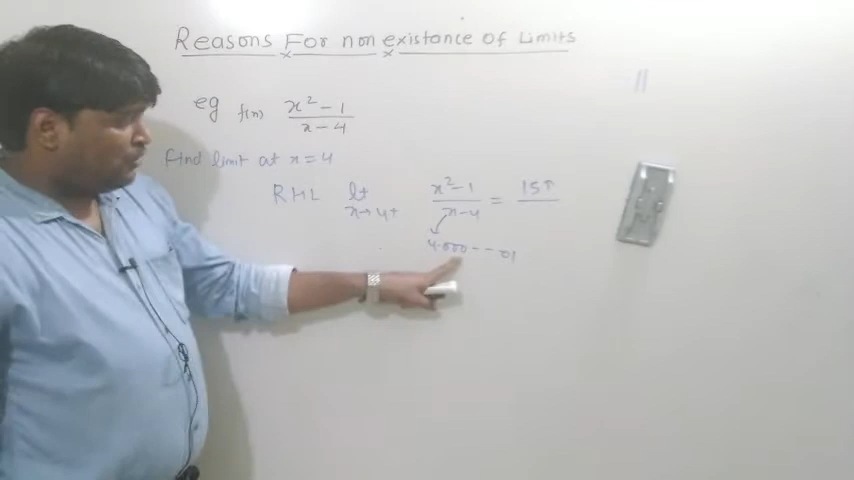 Reasons For non existance of Limits
eg f(x) x² - 1 / x - 4
Find limit at x = 4
RHL lt x→4+ x² - 1 / x - 4 = 15↑
4.000 - - 01